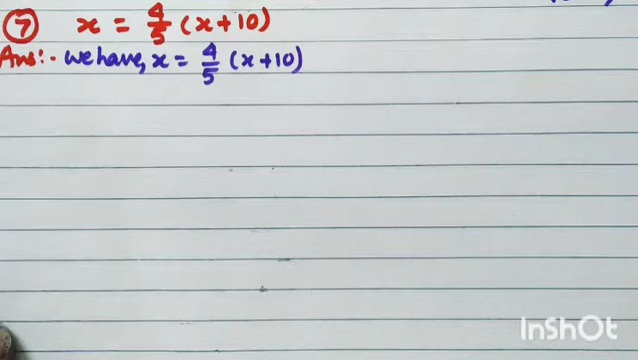 ⑦ x = 4/5 (x+10)
Ans:- we have, x = 4/5 (x+10)
InShOt